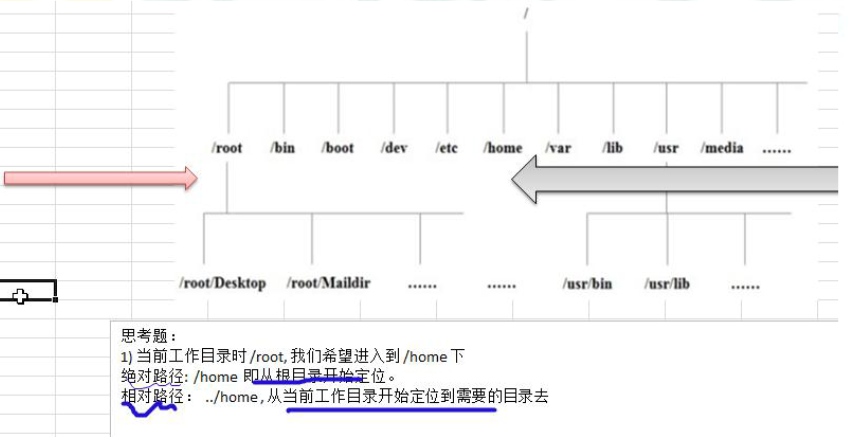 /
/root /bin /boot /dev /etc /home /var /lib /usr /media ......
/root/Desktop /root/Maildir ...... ...... /usr/bin /usr/lib ......
思考题：
1) 当前工作目录时 /root, 我们希望进入到 /home 下
绝对路径: /home 即从根目录开始定位。
相对路径： ../home , 从当前工作目录开始定位到需要的目录去